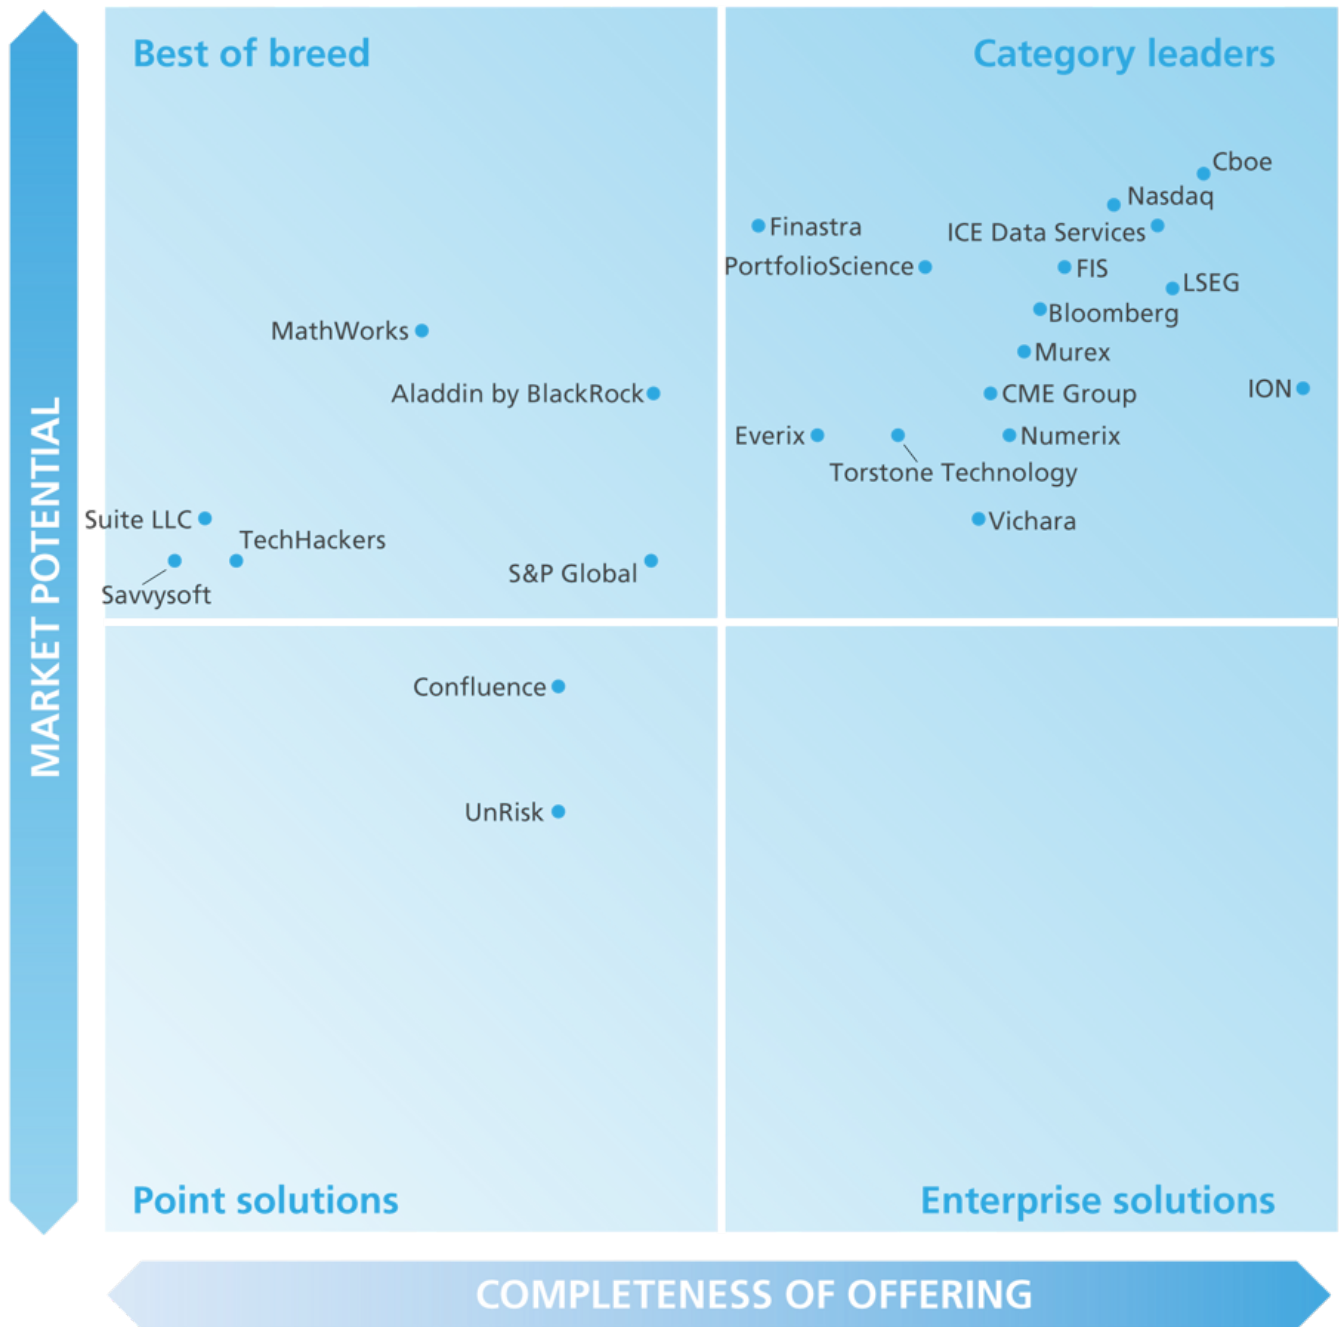 Best of breed
Category leaders
Cboe
Nasdaq
Finastra
ICE Data Services
PortfolioScience
FIS
LSEG
Bloomberg
MathWorks
Murex
Aladdin by BlackRock
CME Group
ION
Everix
Numerix
Torstone Technology
Suite LLC
Vichara
TechHackers
S&P Global
Savvysoft
MARKET POTENTIAL
Confluence
UnRisk
Point solutions
Enterprise solutions
COMPLETENESS OF OFFERING